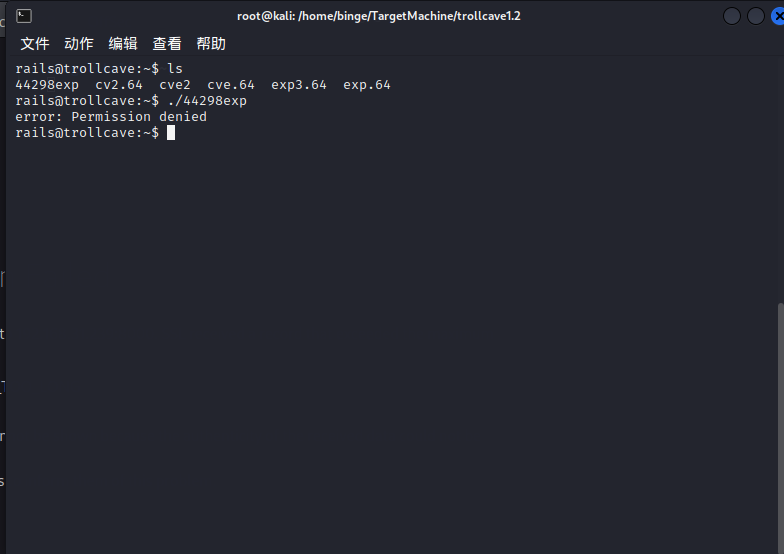 root@kali: /home/binge/TargetMachine/trollcave1.2
文件 动作 编辑 查看 帮助
rails@trollcave:~$ ls
44298exp cv2.64 cve2 cve.64 exp3.64 exp.64
rails@trollcave:~$ ./44298exp
error: Permission denied
rails@trollcave:~$